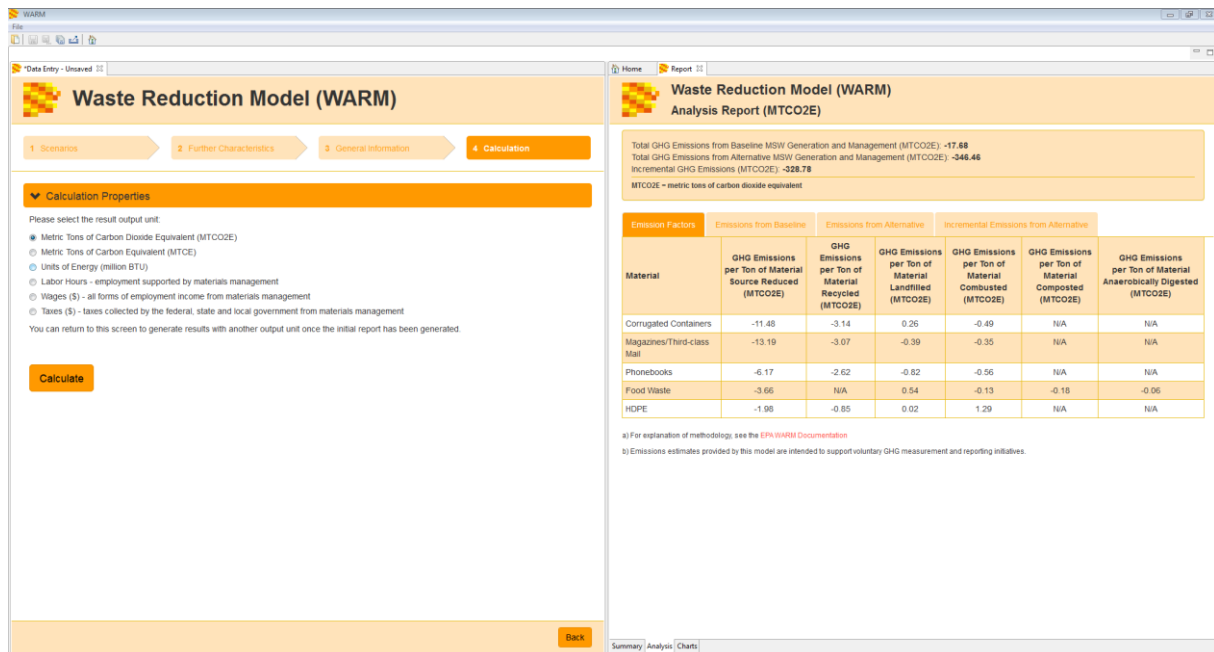 WARM
File
*Data Entry - Unsaved
Waste Reduction Model (WARM)
1 Scenarios
2 Further Characteristics
3 General Information
4 Calculation
Calculation Properties
Please select the result output unit:
Metric Tons of Carbon Dioxide Equivalent (MTCO2E)
Metric Tons of Carbon Equivalent (MTCE)
Units of Energy (million BTU)
Labor Hours - employment supported by materials management
Wages ($) - all forms of employment income from materials management
Taxes ($) - taxes collected by the federal, state and local government from materials management
You can return to this screen to generate results with another output unit once the initial report has been generated.
Calculate
Back
Home
Report
Waste Reduction Model (WARM)
Analysis Report (MTCO2E)
Total GHG Emissions from Baseline MSW Generation and Management (MTCO2E): -17.68
Total GHG Emissions from Alternative MSW Generation and Management (MTCO2E): -346.46
Incremental GHG Emissions (MTCO2E): -328.78
MTCO2E = metric tons of carbon dioxide equivalent
Emission Factors
Emissions from Baseline
Emissions from Alternative
Incremental Emissions from Alternative
Material
GHG Emissions
per Ton of Material
Source Reduced
(MTCO2E)
GHG
Emissions
per Ton of
Material
Recycled
(MTCO2E)
GHG Emissions
per Ton of
Material
Landfilled
(MTCO2E)
GHG Emissions
per Ton of
Material
Combusted
(MTCO2E)
GHG Emissions
per Ton of
Material
Composted
(MTCO2E)
GHG Emissions
per Ton of Material
Anaerobically Digested
(MTCO2E)
Corrugated Containers -11.48 -3.14 0.26 -0.49 N/A N/A
Magazines/Third-class -13.19 -3.07 -0.39 -0.35 N/A N/A
Mail
Phonebooks -6.17 -2.62 -0.82 -0.56 N/A N/A
Food Waste -3.66 N/A 0.54 -0.13 -0.18 -0.06
HDPE -1.98 -0.85 0.02 1.29 N/A N/A
a) For explanation of methodology, see the EPA WARM Documentation
b) Emissions estimates provided by this model are intended to support voluntary GHG measurement and reporting initiatives.
Summary Analysis Charts